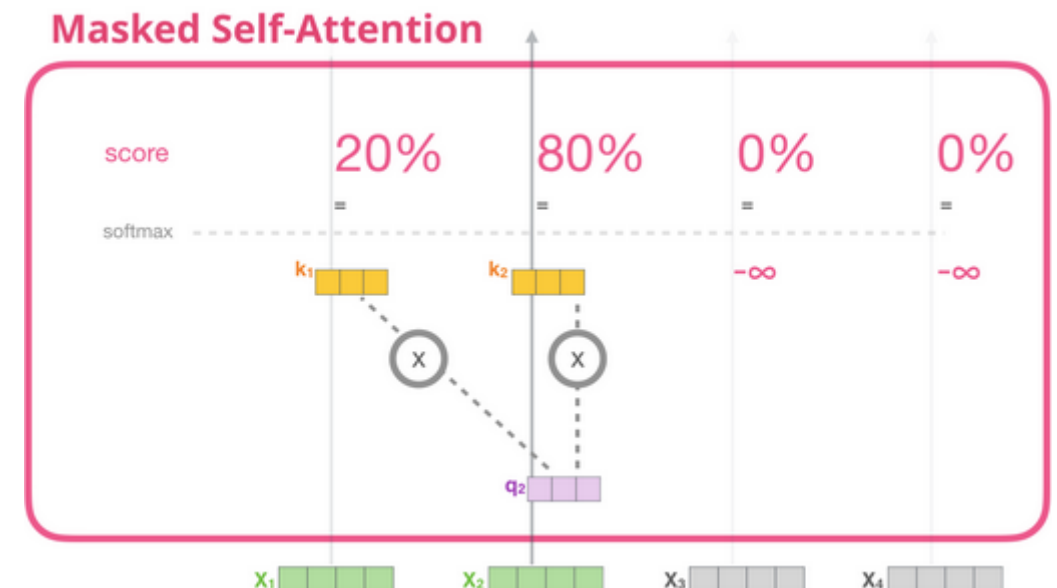 Masked Self-Attention
score 20% 80% 0% 0%
= = = =
softmax
k₁ k₂ -∞ -∞
X X
q₂
X₁ X₂ X₃ X₄